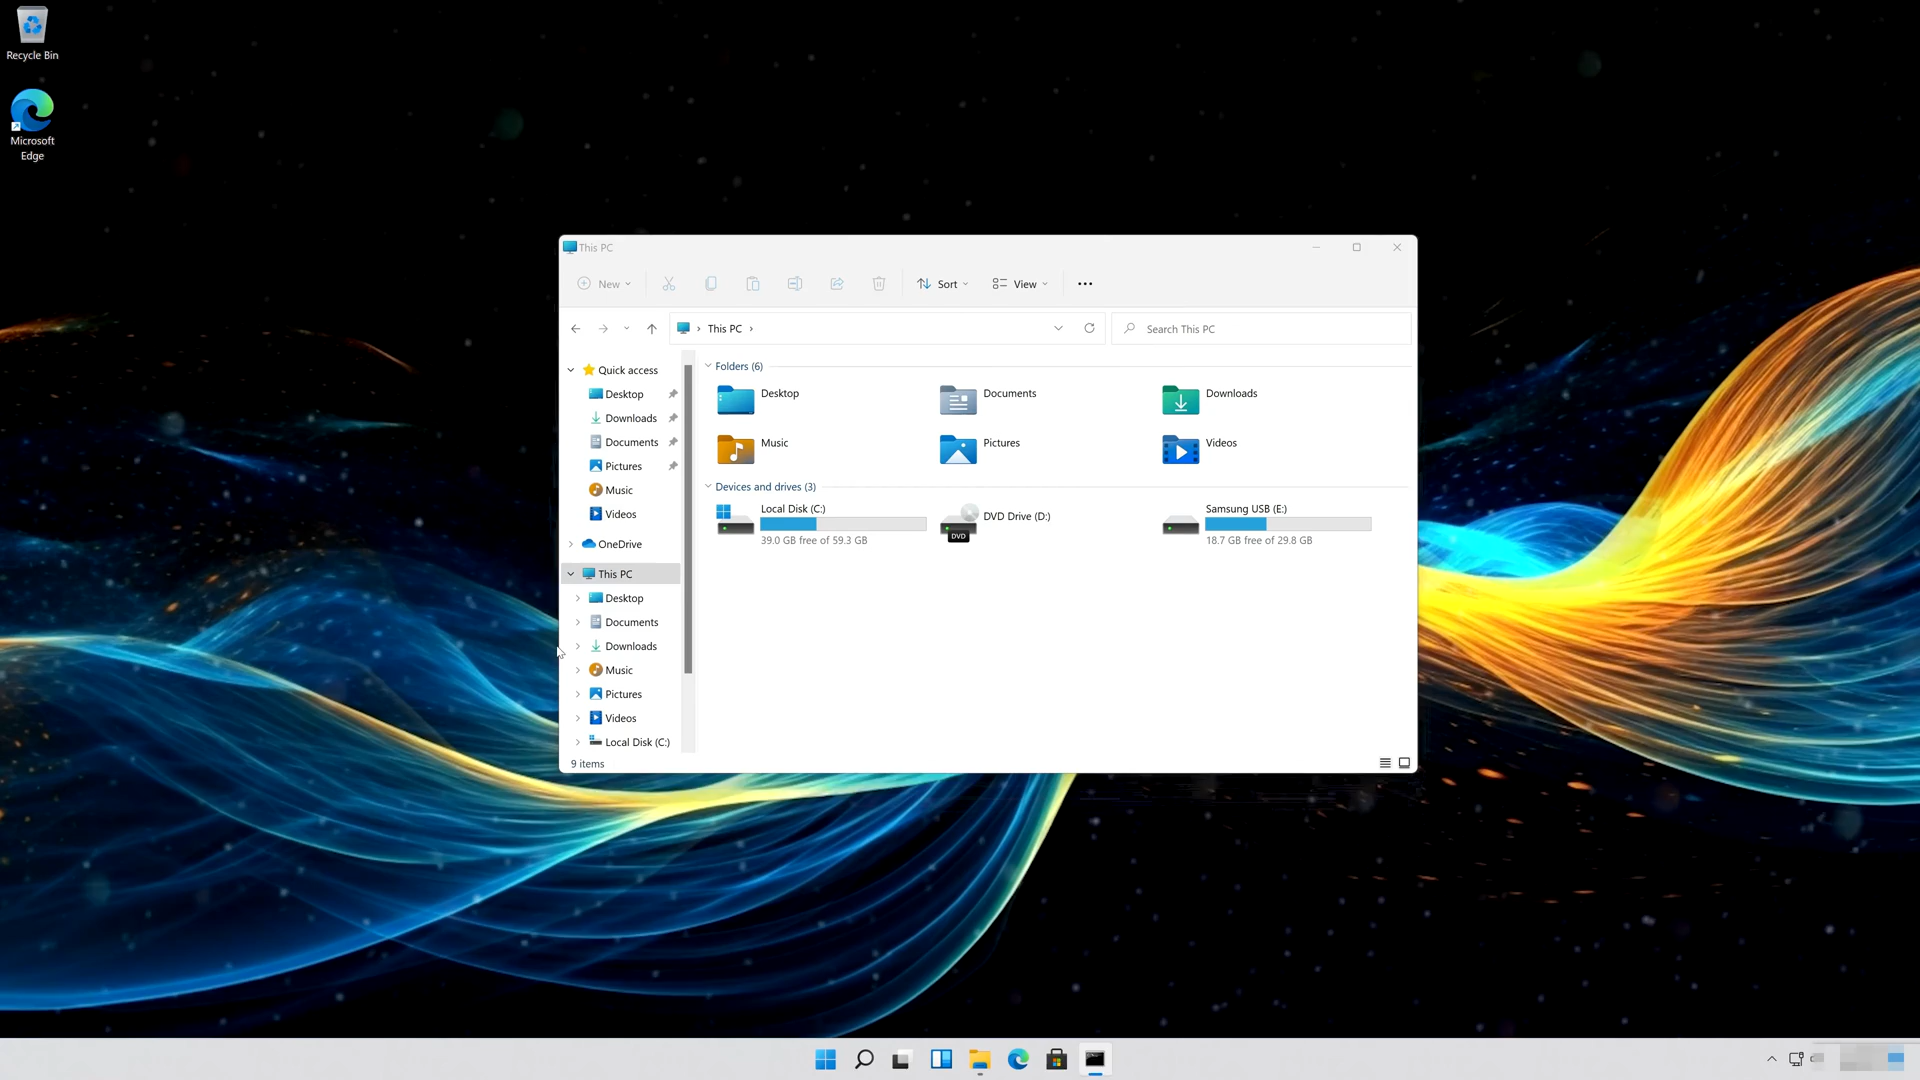 Recycle Bin
Microsoft
Edge
This PC
New
Sort
View
This PC
Search This PC
Quick access
Desktop
Downloads
Documents
Pictures
Music
Videos
OneDrive
This PC
Desktop
Documents
Downloads
Music
Pictures
Videos
Local Disk (C:)
Folders (6)
Desktop
Documents
Downloads
Music
Pictures
Videos
Devices and drives (3)
Local Disk (C:)
39.0 GB free of 59.3 GB
DVD
DVD Drive (D:)
Samsung USB (E:)
18.7 GB free of 29.8 GB
9 items